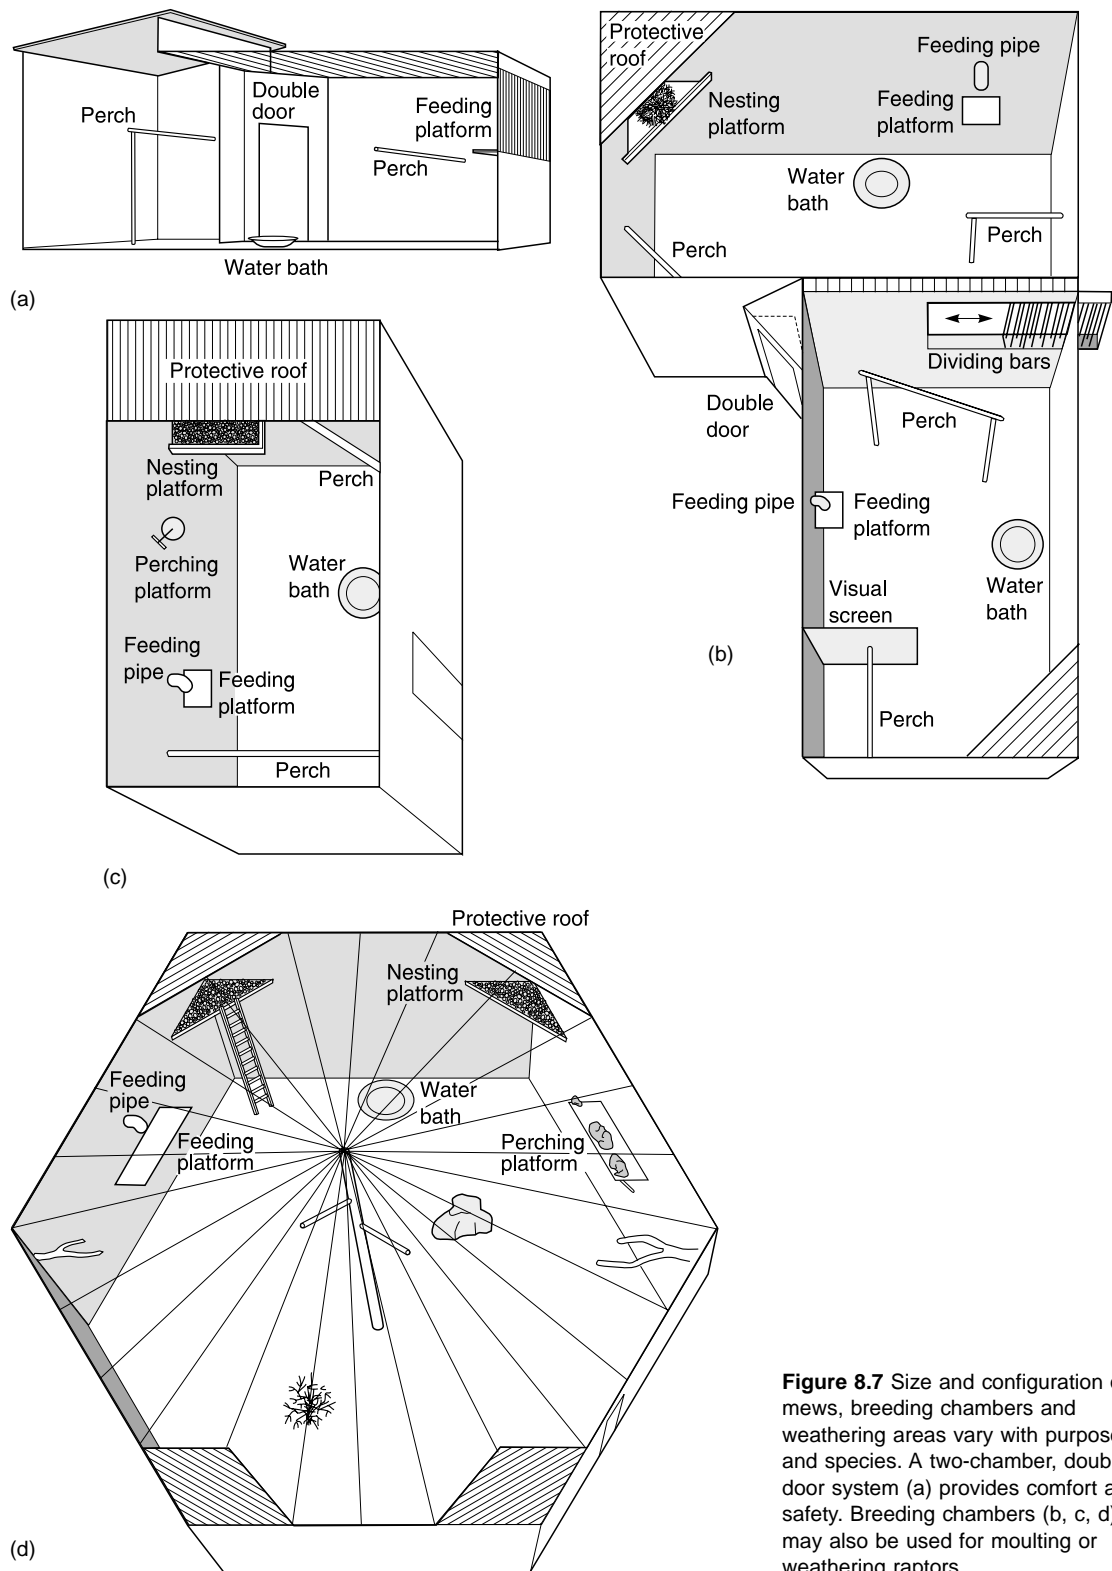 Perch
Double
door
Feeding
platform
Perch
Water bath
(a)
Protective
roof
Nesting
platform
Feeding pipe
Feeding
platform
Water
bath
Perch
Perch
Dividing bars
Double
door
Perch
Feeding pipe
Feeding
platform
Water
bath
Visual
screen
Perch
(b)
Protective roof
Nesting
platform
Perch
Perching
platform
Water
bath
Feeding
pipe
Feeding
platform
Perch
(c)
Protective roof
Nesting
platform
Feeding
pipe
Water
bath
Feeding
platform
Perching
platform
(d)
Figure 8.7 Size and configuration
mews, breeding chambers and
weathering areas vary with purpose
and species. A two-chamber,
door system (a) provides comfort
safety. Breeding chambers (b, c, d)
may also be used for moulting or
weathering raptors